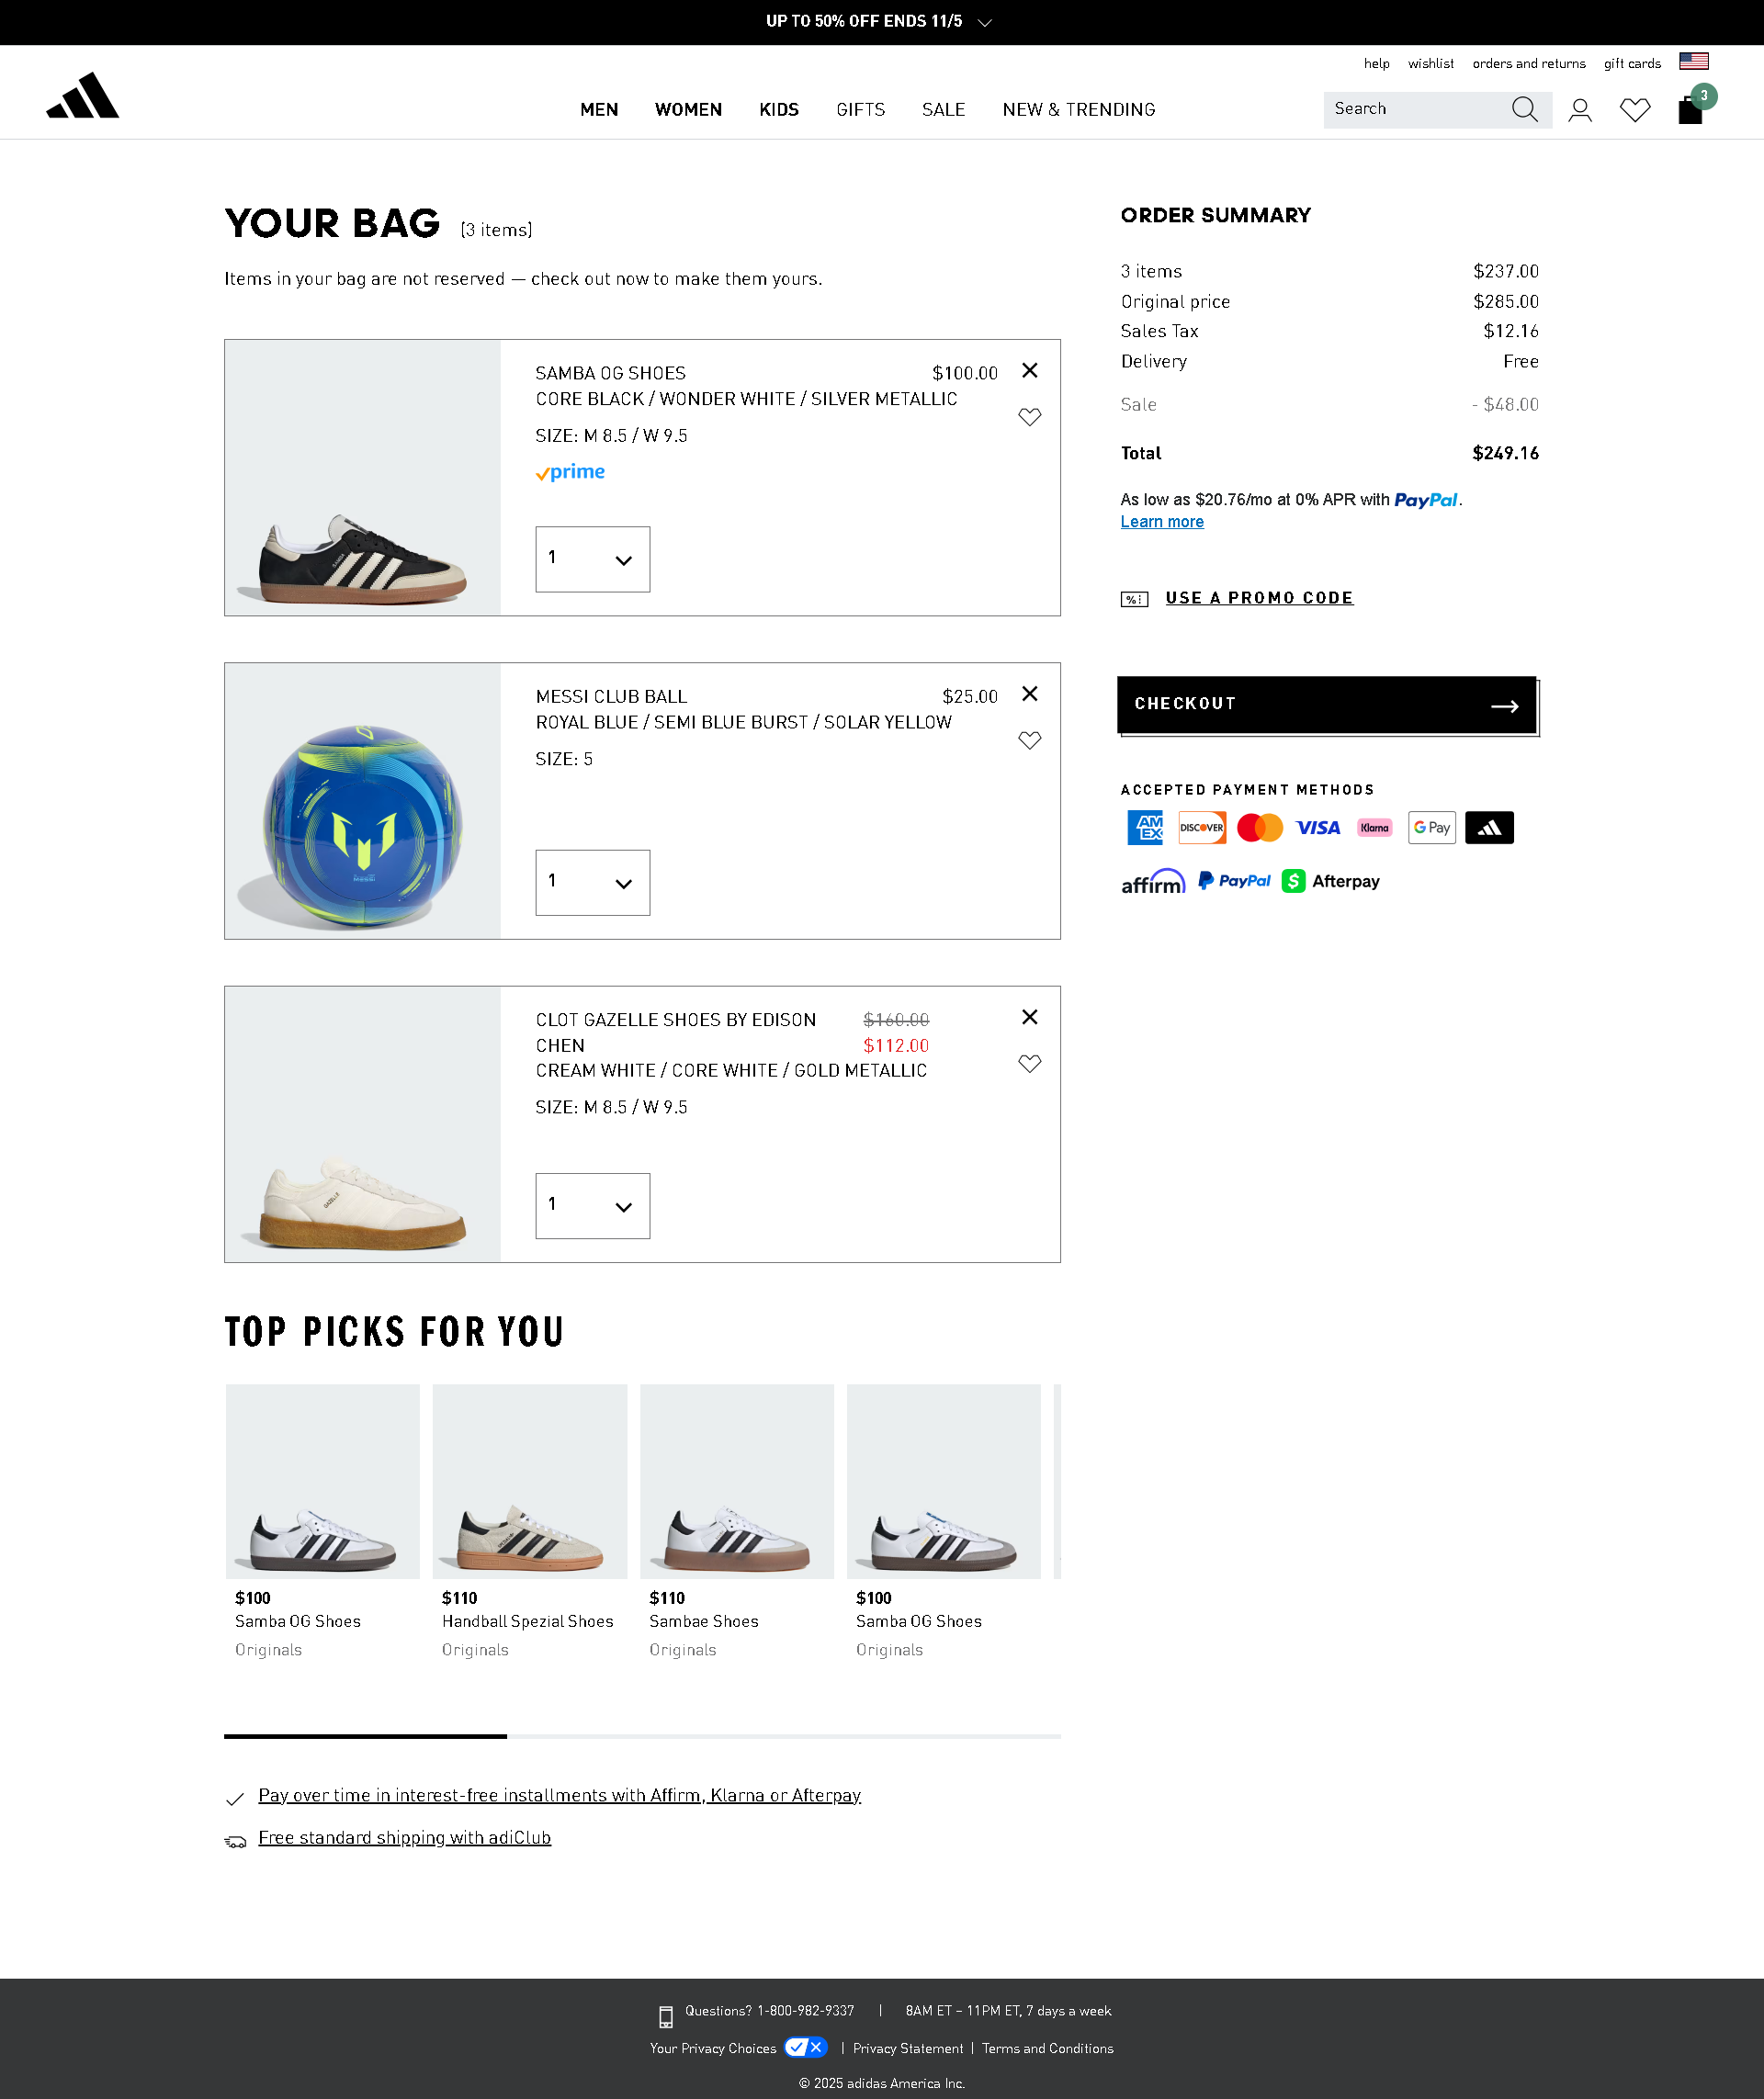 UP TO 50% OFF ENDS 11/5
help wishlist orders and returns gift cards
MEN WOMEN KIDS GIFTS SALE NEW & TRENDING
Search
3
YOUR BAG (3 items)
Items in your bag are not reserved — check out now to make them yours.
SAMBA OG SHOES $100.00
CORE BLACK / WONDER WHITE / SILVER METALLIC
SIZE: M 8.5 / W 9.5
prime
1
MESSI CLUB BALL $25.00
ROYAL BLUE / SEMI BLUE BURST / SOLAR YELLOW
SIZE: 5
1
CLOT GAZELLE SHOES BY EDISON $160.00
CHEN $112.00
CREAM WHITE / CORE WHITE / GOLD METALLIC
SIZE: M 8.5 / W 9.5
1
ORDER SUMMARY
3 items $237.00
Original price $285.00
Sales Tax $12.16
Delivery Free
Sale - $48.00
Total $249.16
As low as $20.76/mo at 0% APR with PayPal.
Learn more
USE A PROMO CODE
CHECKOUT
ACCEPTED PAYMENT METHODS
AM EX DISCOVER VISA Klarna G Pay
affirm PayPal Afterpay
TOP PICKS FOR YOU
$100 $110 $110 $100
Samba OG Shoes Handball Spezial Shoes Sambae Shoes Samba OG Shoes
Originals Originals Originals Originals
Pay over time in interest-free installments with Affirm, Klarna or Afterpay
Free standard shipping with adiClub
Questions? 1-800-982-9337 | 8AM ET – 11PM ET, 7 days a week
Your Privacy Choices | Privacy Statement | Terms and Conditions
© 2025 adidas America Inc.